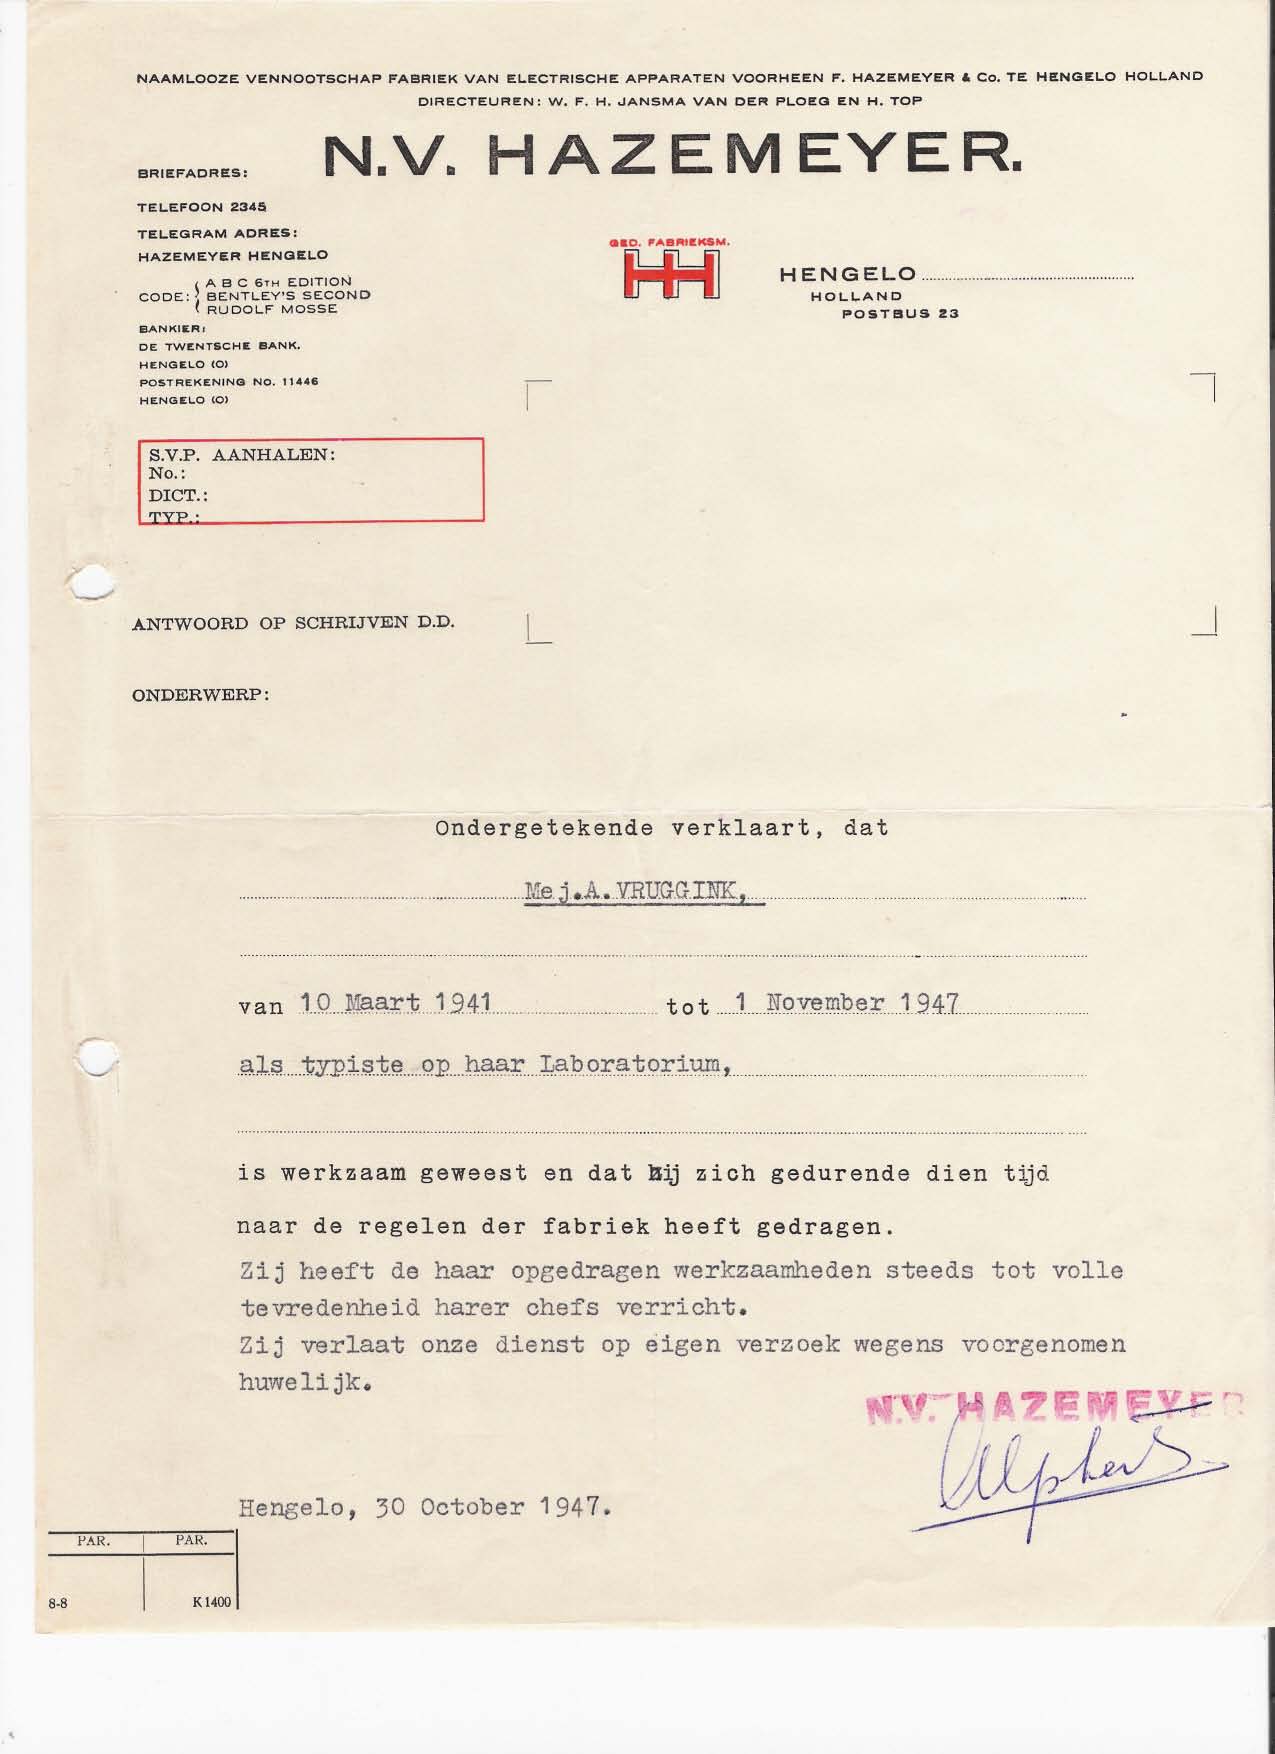 NAAMLOOZE VENNOOTSCHAP FABRIEK VAN ELECTRISCHE APPARATEN VOORHEEN F. HAZEMEYER & Co. TE HENGELO HOLLAND
DIRECTEUREN: W. F. H. JANSMA VAN DER PLOEG EN H. TOP
N.V. HAZEMEYER.
BRIEFADRES:
TELEFOON 2345
TELEGRAM ADRES:
HAZEMEYER HENGELO
CODE: A B C 6TH EDITION
BENTLEY'S SECOND
RUDOLF MOSSE
BANKIER:
DE TWENTSCHE BANK.
HENGELO (O)
POSTREKENING No. 11446
HENGELO (O)
GED. FABRIEKSM.
HH
HENGELO
HOLLAND
POSTBUS 23
S.V.P. AANHALEN:
No.:
DICT.:
TYP.:
ANTWOORD OP SCHRIJVEN D.D.
ONDERWERP:
Ondergetekende verklaart, dat
Mej.A.VRUGGINK,
van 10 Maart 1941 tot 1 November 1947
als typiste op haar Laboratorium,
is werkzaam geweest en dat zij zich gedurende dien tijd
naar de regelen der fabriek heeft gedragen.
Zij heeft de haar opgedragen werkzaamheden steeds tot volle
tevredenheid harer chefs verricht.
Zij verlaat onze dienst op eigen verzoek wegens voorgenomen
huwelijk.
N.V. HAZEMEYER
Hengelo, 30 October 1947.
PAR. PAR.
8-8 K1400